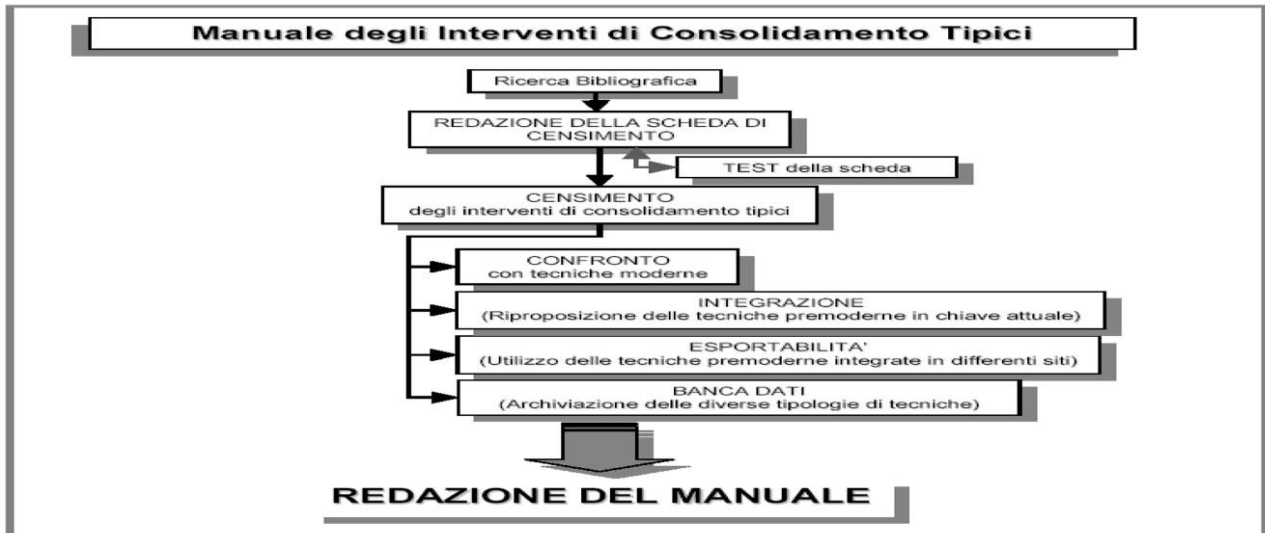 Manuale degli Interventi di Consolidamento Tipici
Ricerca Bibliografica
REDAZIONE DELLA SCHEDA DI
CENSIMENTO
TEST della scheda
CENSIMENTO
degli interventi di consolidamento tipici
CONFRONTO
con tecniche moderne
INTEGRAZIONE
(Riproposizione delle tecniche premoderne in chiave attuale)
ESPORTABILITA'
(Utilizzo delle tecniche premoderne integrate in differenti siti)
BANCA DATI
(Archiviazione delle diverse tipologie di tecniche)
REDAZIONE DEL MANUALE